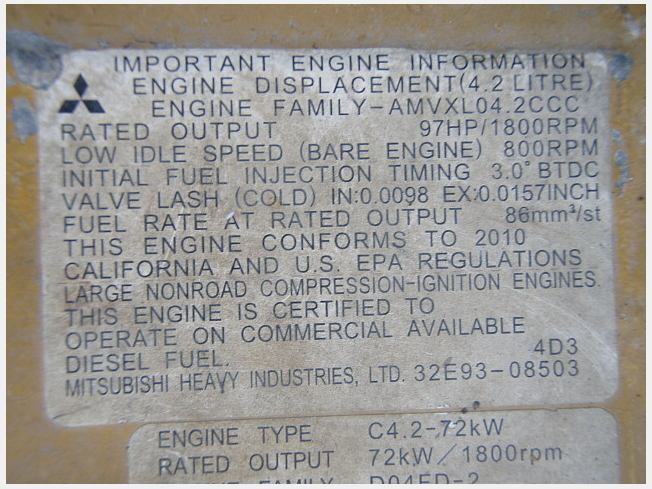 IMPORTANT ENGINE INFORMATION
ENGINE DISPLACEMENT(4.2 LITRE)
ENGINE FAMILY-AMVXL04.2CCC
RATED OUTPUT 97HP/1800RPM
LOW IDLE SPEED (BARE ENGINE) 800RPM
INITIAL FUEL INJECTION TIMING 3.0° BTDC
VALVE LASH (COLD) IN:0.0098 EX:0.0157INCH
FUEL RATE AT RATED OUTPUT 86mm³/st
THIS ENGINE CONFORMS TO 2010
CALIFORNIA AND U.S. EPA REGULATIONS
LARGE NONROAD COMPRESSION-IGNITION ENGINES.
THIS ENGINE IS CERTIFIED TO
OPERATE ON COMMERCIAL AVAILABLE
DIESEL FUEL. 4D3
MITSUBISHI HEAVY INDUSTRIES, LTD. 32E93-08503
ENGINE TYPE C4.2-72kW
RATED OUTPUT 72kW/1800rpm
FAMILY D04FD-2